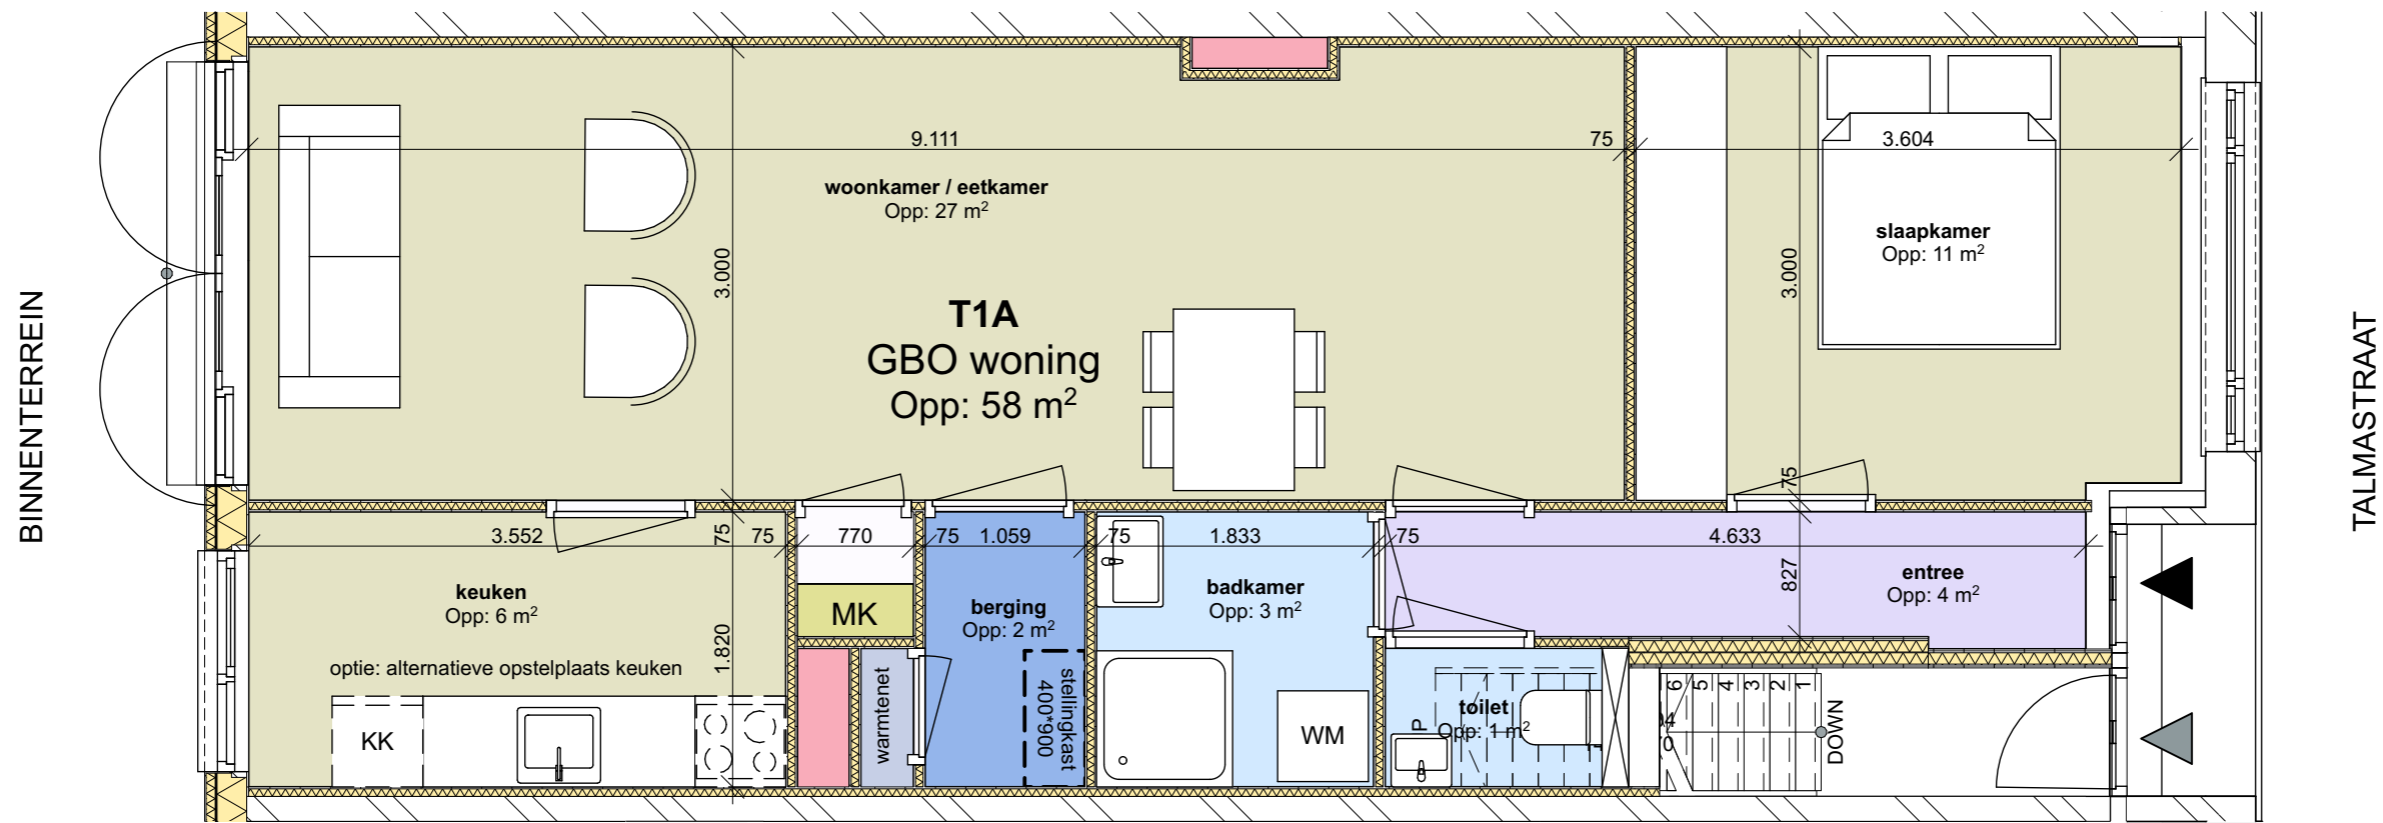 BINNENTERREIN
TALMASTRAAT
9.111
75
3.604
woonkamer / eetkamer
Opp: 27 m²
slaapkamer
Opp: 11 m²
3.000
3.000
T1A
GBO woning
Opp: 58 m²
75
3.552
75
75
770
75
1.059
75
1.833
75
4.633
827
keuken
Opp: 6 m²
MK
berging
Opp: 2 m²
badkamer
Opp: 3 m²
entree
Opp: 4 m²
optie: alternatieve opstelplaats keuken
1.820
KK
warmtenet
stellingkast
400*900
WM
toilet
Opp: 1 m²
P
6 5 4 3 2 1
DOWN